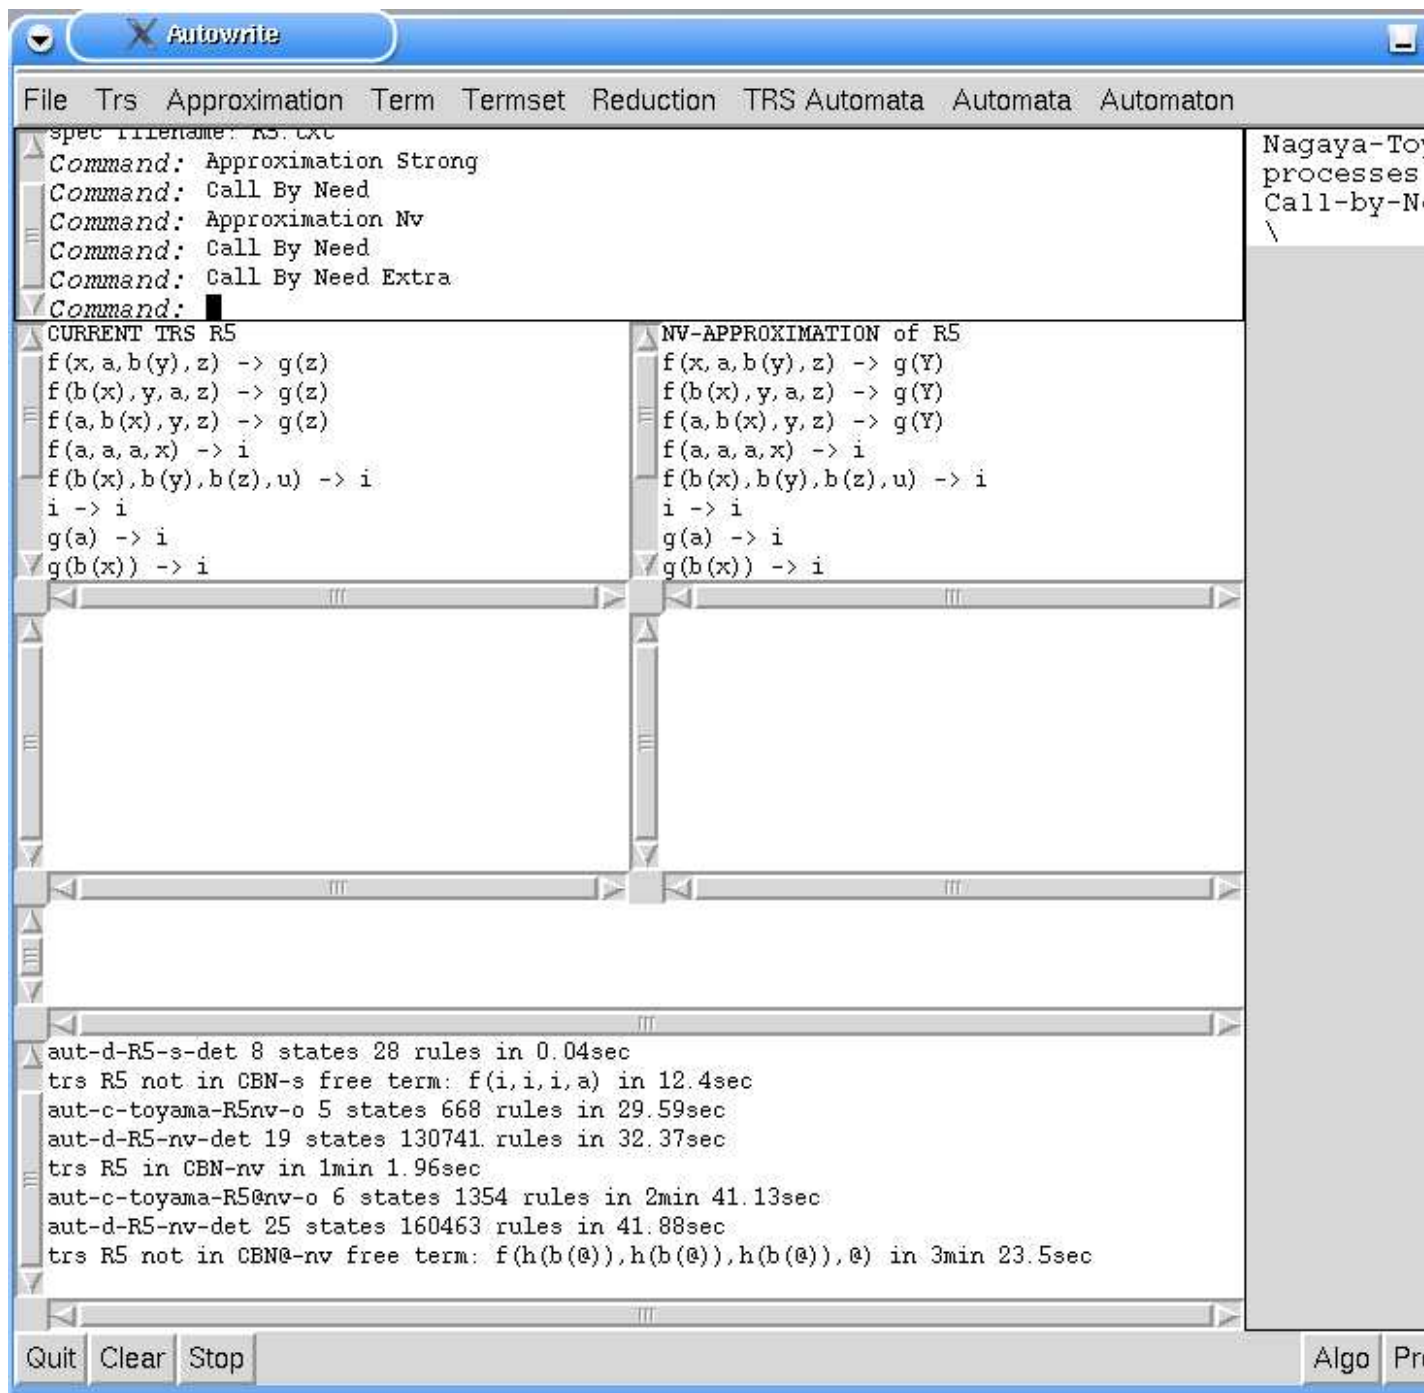 Autowrite
File Trs Approximation Term Termset Reduction TRS Automata Automata Automaton
spec filename: R5.txt
Command: Approximation Strong
Command: Call By Need
Command: Approximation Nv
Command: Call By Need
Command: Call By Need Extra
Command:
Nagaya-Toy
processes
Call-by-Ne
\
CURRENT TRS R5
f(x,a,b(y),z) -> g(z)
f(b(x),y,a,z) -> g(z)
f(a,b(x),y,z) -> g(z)
f(a,a,a,x) -> i
f(b(x),b(y),b(z),u) -> i
i -> i
g(a) -> i
g(b(x)) -> i
NV-APPROXIMATION of R5
f(x,a,b(y),z) -> g(Y)
f(b(x),y,a,z) -> g(Y)
f(a,b(x),y,z) -> g(Y)
f(a,a,a,x) -> i
f(b(x),b(y),b(z),u) -> i
i -> i
g(a) -> i
g(b(x)) -> i
aut-d-R5-s-det 8 states 28 rules in 0.04sec
trs R5 not in CBN-s free term: f(i,i,i,a) in 12.4sec
aut-c-toyama-R5nv-o 5 states 668 rules in 29.59sec
aut-d-R5-nv-det 19 states 130741 rules in 32.37sec
trs R5 in CBN-nv in 1min 1.96sec
aut-c-toyama-R5@nv-o 6 states 1354 rules in 2min 41.13sec
aut-d-R5-nv-det 25 states 160463 rules in 41.88sec
trs R5 not in CBN@-nv free term: f(h(b(@)),h(b(@)),h(b(@)),@) in 3min 23.5sec
Quit Clear Stop
Algo Pr